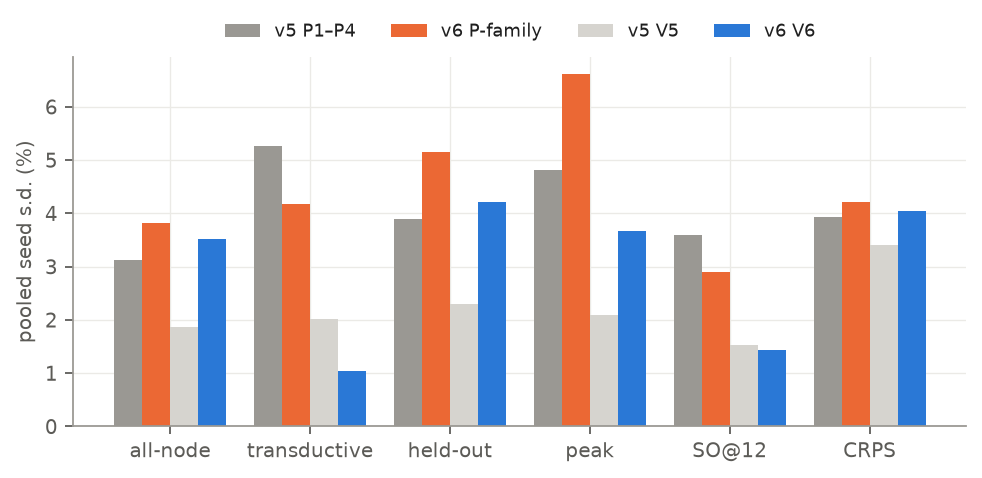 v5 P1–P4 v6 P-family v5 V5 v6 V6
pooled seed s.d. (%)
6
5
4
3
2
1
0
all-node transductive held-out peak SO@12 CRPS